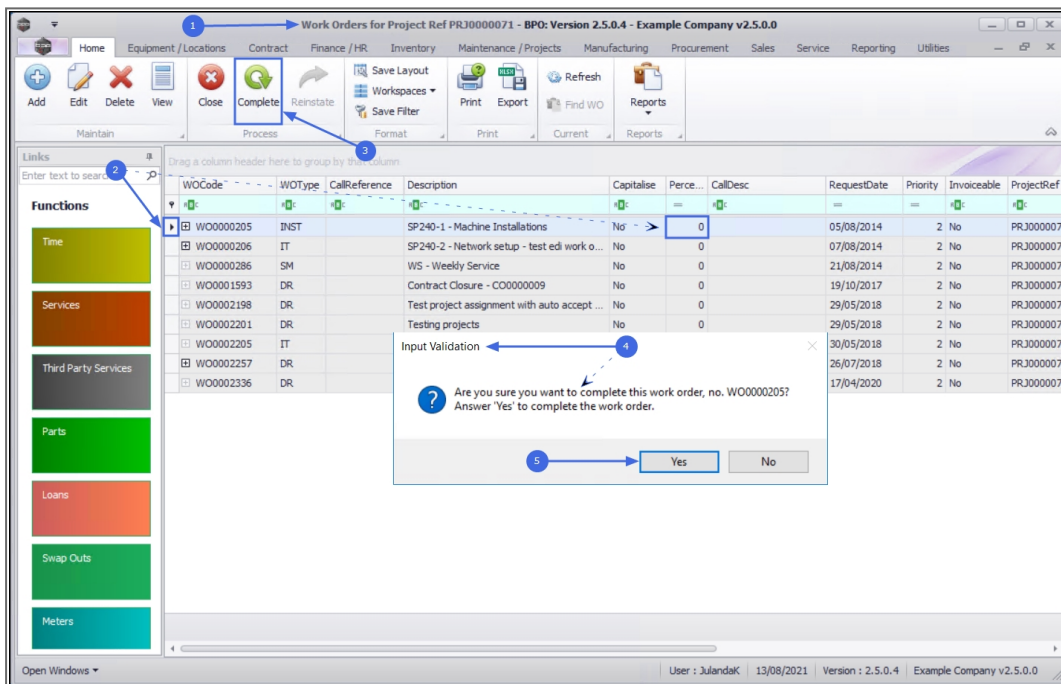 1
Work Orders for Project Ref PRJ0000071 - BPO: Version 2.5.0.4 - Example Company v2.5.0.0
Home Equipment / Locations Contract Finance / HR Inventory Maintenance / Projects Manufacturing Procurement Sales Service Reporting Utilities
Add Edit Delete View Close Complete Reinstate Save Layout Workspaces Save Filter Print Export Refresh Find WO Reports
Maintain Process Format Print Current Reports
3
Links
Drag a column header here to group by that column
2
WOCode WOType CallReference Description Capitalise Perce... CallDesc RequestDate Priority Invoiceable ProjectRef
WO0000205 INST SP240-1 - Machine Installations No 0 05/08/2014 2 No PRJ000007
WO0000206 IT SP240-2 - Network setup - test edi work o... No 0 07/08/2014 2 No PRJ000007
WO0000286 SM WS - Weekly Service No 0 21/08/2014 2 No PRJ000007
WO0001593 DR Contract Closure - CO0000009 No 0 19/10/2017 2 No PRJ000007
WO0002198 DR Test project assignment with auto accept ... No 0 29/05/2018 2 No PRJ000007
WO0002201 DR Testing projects No 0 29/05/2018 2 No PRJ000007
WO0002205 IT 30/05/2018 2 No PRJ000007
WO0002257 DR 26/07/2018 2 No PRJ000007
WO0002336 DR 17/04/2020 2 No PRJ000007
Enter text to searc
Functions
Time
Services
Third Party Services
Parts
Loans
Swap Outs
Meters
Input Validation
4
Are you sure you want to complete this work order, no. WO0000205?
Answer 'Yes' to complete the work order.
5
Yes No
Open Windows User : JulandaK 13/08/2021 Version : 2.5.0.4 Example Company v2.5.0.0